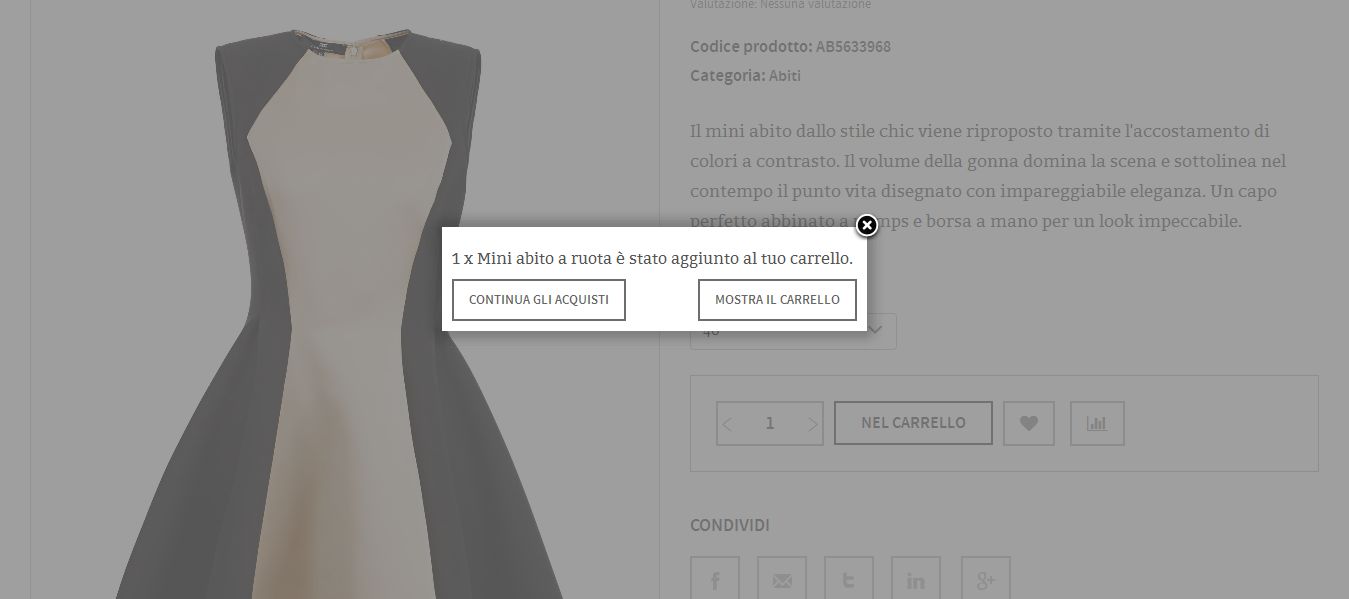 Valutazione: Nessuna valutazione
Codice prodotto: AB5633968
Categoria: Abiti
Il mini abito dallo stile chic viene riproposto tramite l'accostamento di
colori a contrasto. Il volume della gonna domina la scena e sottolinea nel
contempo il punto vita disegnato con impareggiabile eleganza. Un capo
perfetto abbinato a e borsa a mano per un look impeccabile.
1 x Mini abito a ruota è stato aggiunto al tuo carrello.
CONTINUA GLI ACQUISTI MOSTRA IL CARRELLO
1 NEL CARRELLO
CONDIVIDI